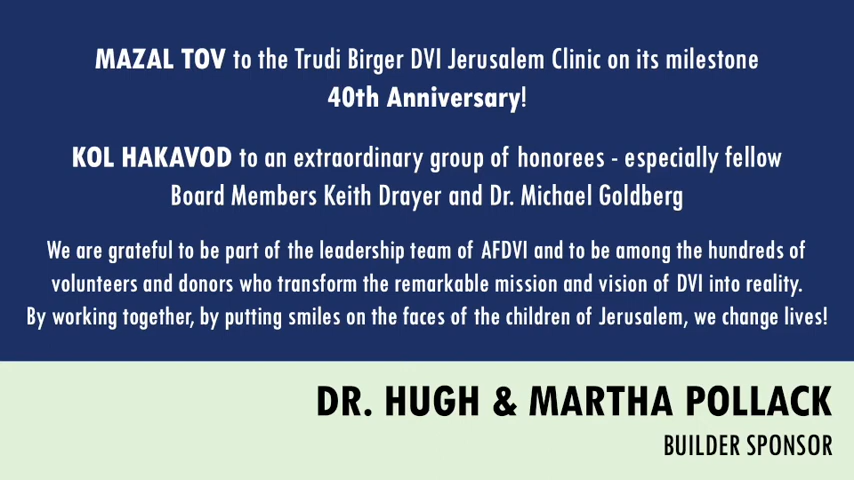 MAZAL TOV to the Trudi Birger DVI Jerusalem Clinic on its milestone
40th Anniversary!
KOL HAKAVOD to an extraordinary group of honorees - especially fellow
Board Members Keith Drayer and Dr. Michael Goldberg
We are grateful to be part of the leadership team of AFDVI and to be among the hundreds of
volunteers and donors who transform the remarkable mission and vision of DVI into reality.
By working together, by putting smiles on the faces of the children of Jerusalem, we change lives!
DR. HUGH & MARTHA POLLACK
BUILDER SPONSOR